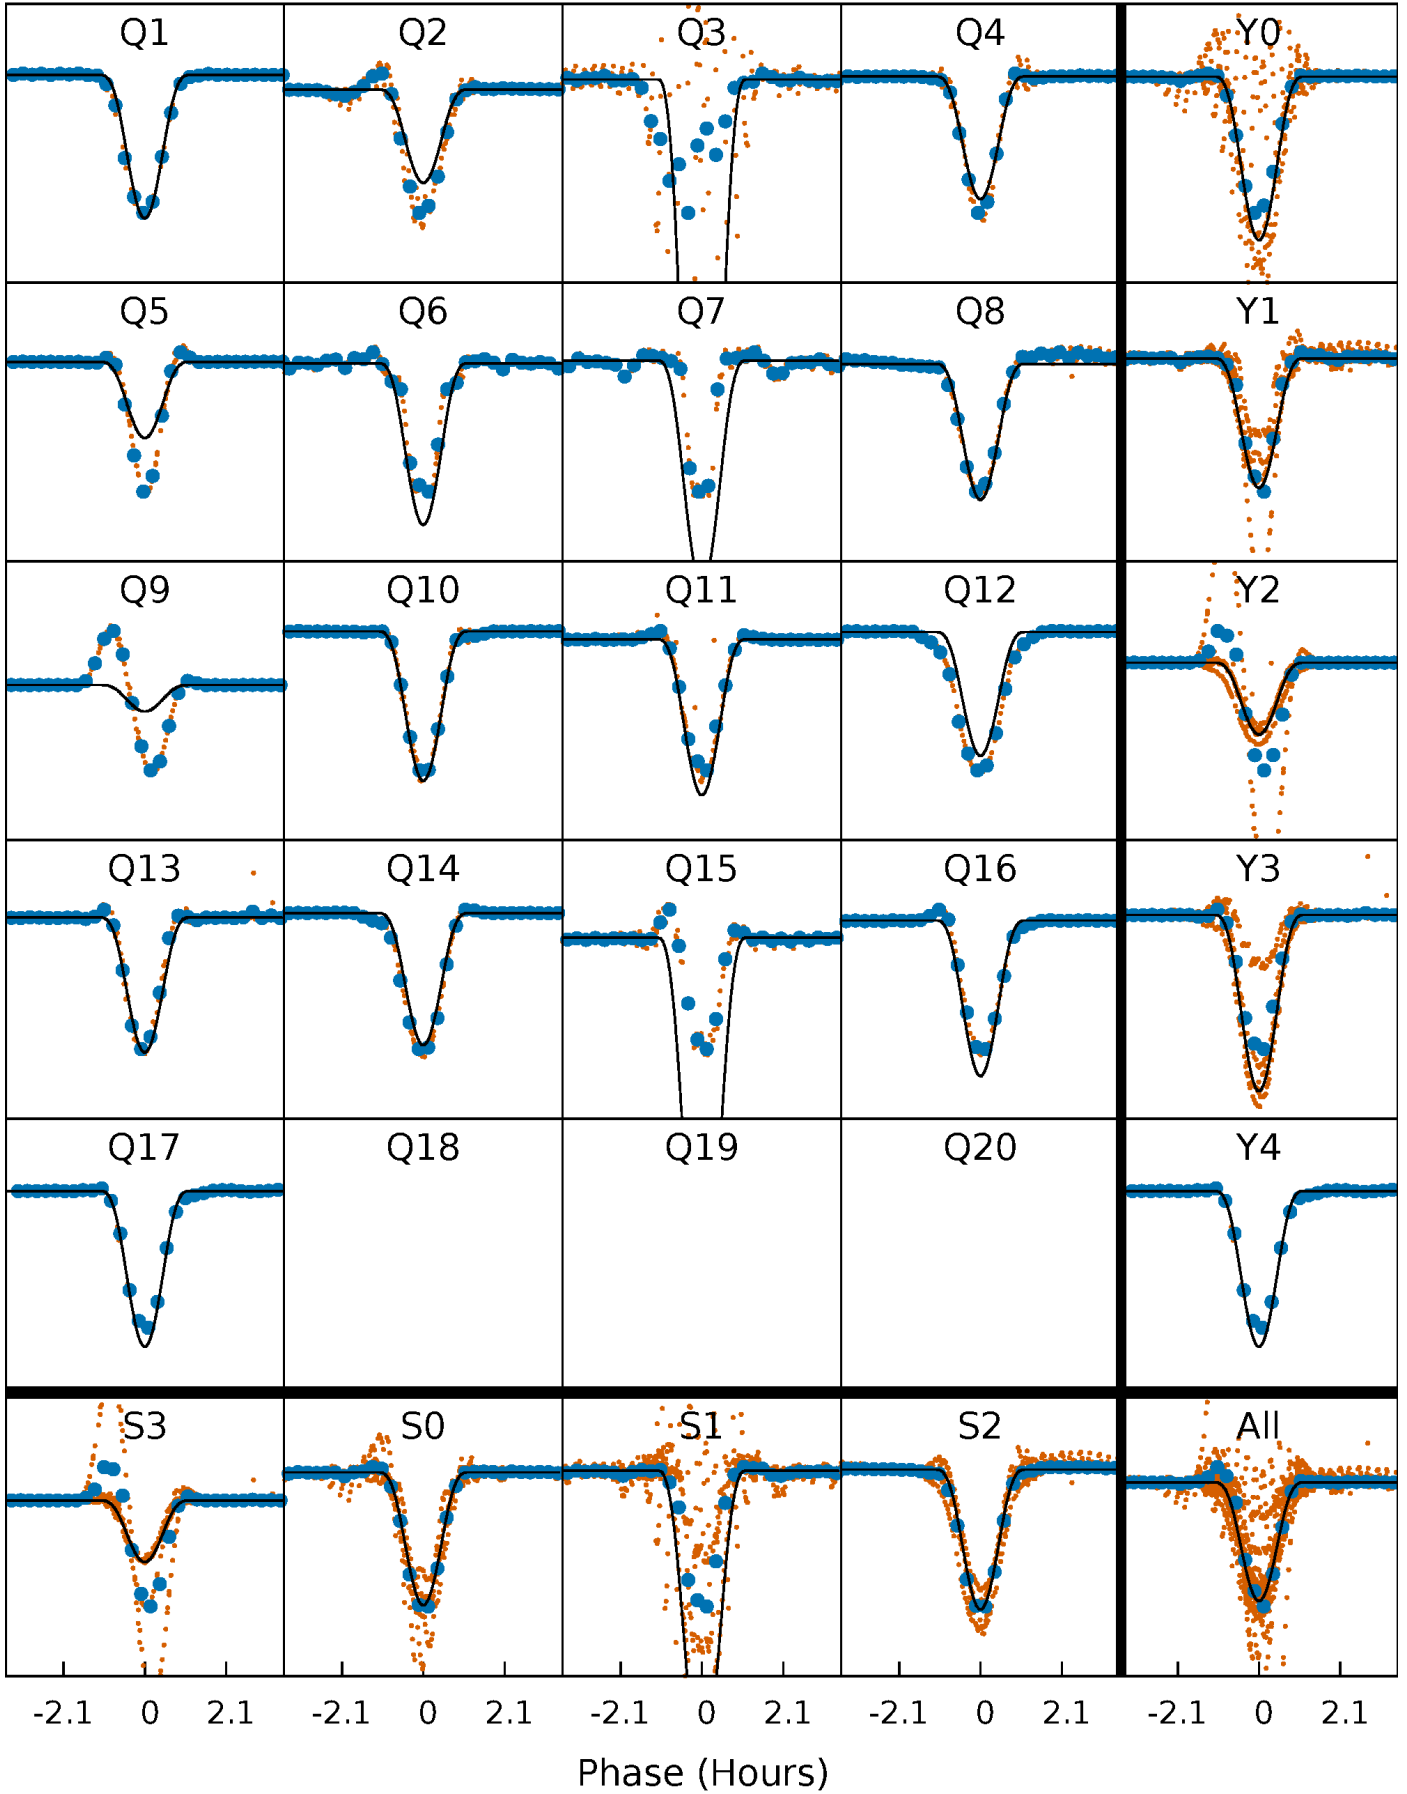 Q1 Q2 Q3 Q4 Y0
Q5 Q6 Q7 Q8 Y1
Q9 Q10 Q11 Q12 Y2
Q13 Q14 Q15 Q16 Y3
Q17 Q18 Q19 Q20 Y4
S3 S0 S1 S2 All
-2.1 0 2.1 -2.1 0 2.1 -2.1 0 2.1 -2.1 0 2.1 -2.1 0 2.1
Phase (Hours)